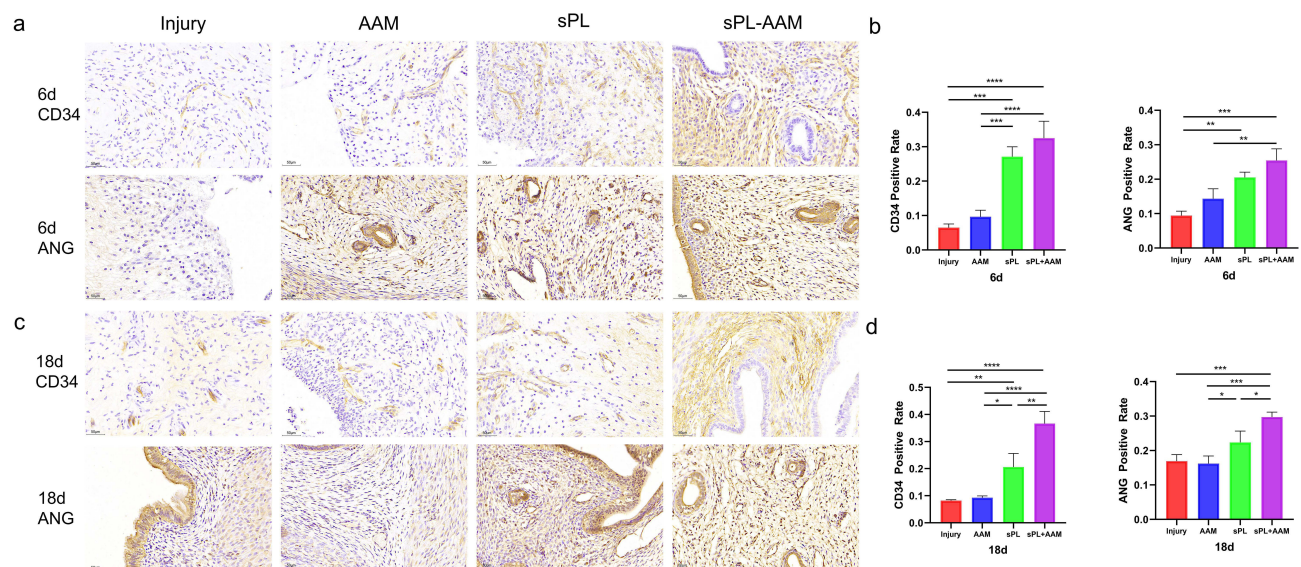 a
Injury
AAM
sPL
sPL-AAM
6d
CD34
50μm
50μm
50μm
6d
ANG
c
18d
CD34
18d
ANG
b
****
***
****
***
CD34 Positive Rate
0.4
0.3
0.2
0.1
0.0
Injury AAM sPL sPL+AAM
6d
***
**
**
ANG Positive Rate
0.4
0.3
0.2
0.1
0.0
Injury AAM sPL sPL+AAM
6d
d
****
**
****
* **
CD34 Positive Rate
0.5
0.4
0.3
0.2
0.1
0.0
Injury AAM sPL sPL+AAM
18d
***
***
* *
ANG Positive Rate
0.4
0.3
0.2
0.1
0.0
Injury AAM sPL sPL+AAM
18d